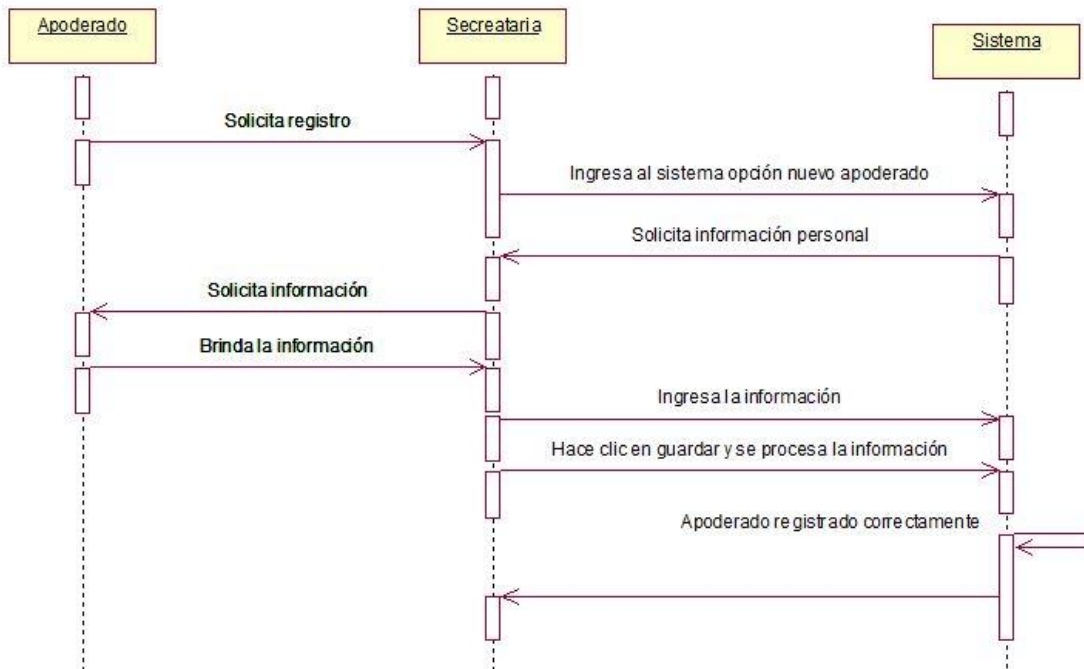 Apoderado
Secreataria
Sistema
Solicita registro
Ingresa al sistema opción nuevo apoderado
Solicita información personal
Solicita información
Brinda la información
Ingresa la información
Hace clic en guardar y se procesa la información
Apoderado registrado correctamente